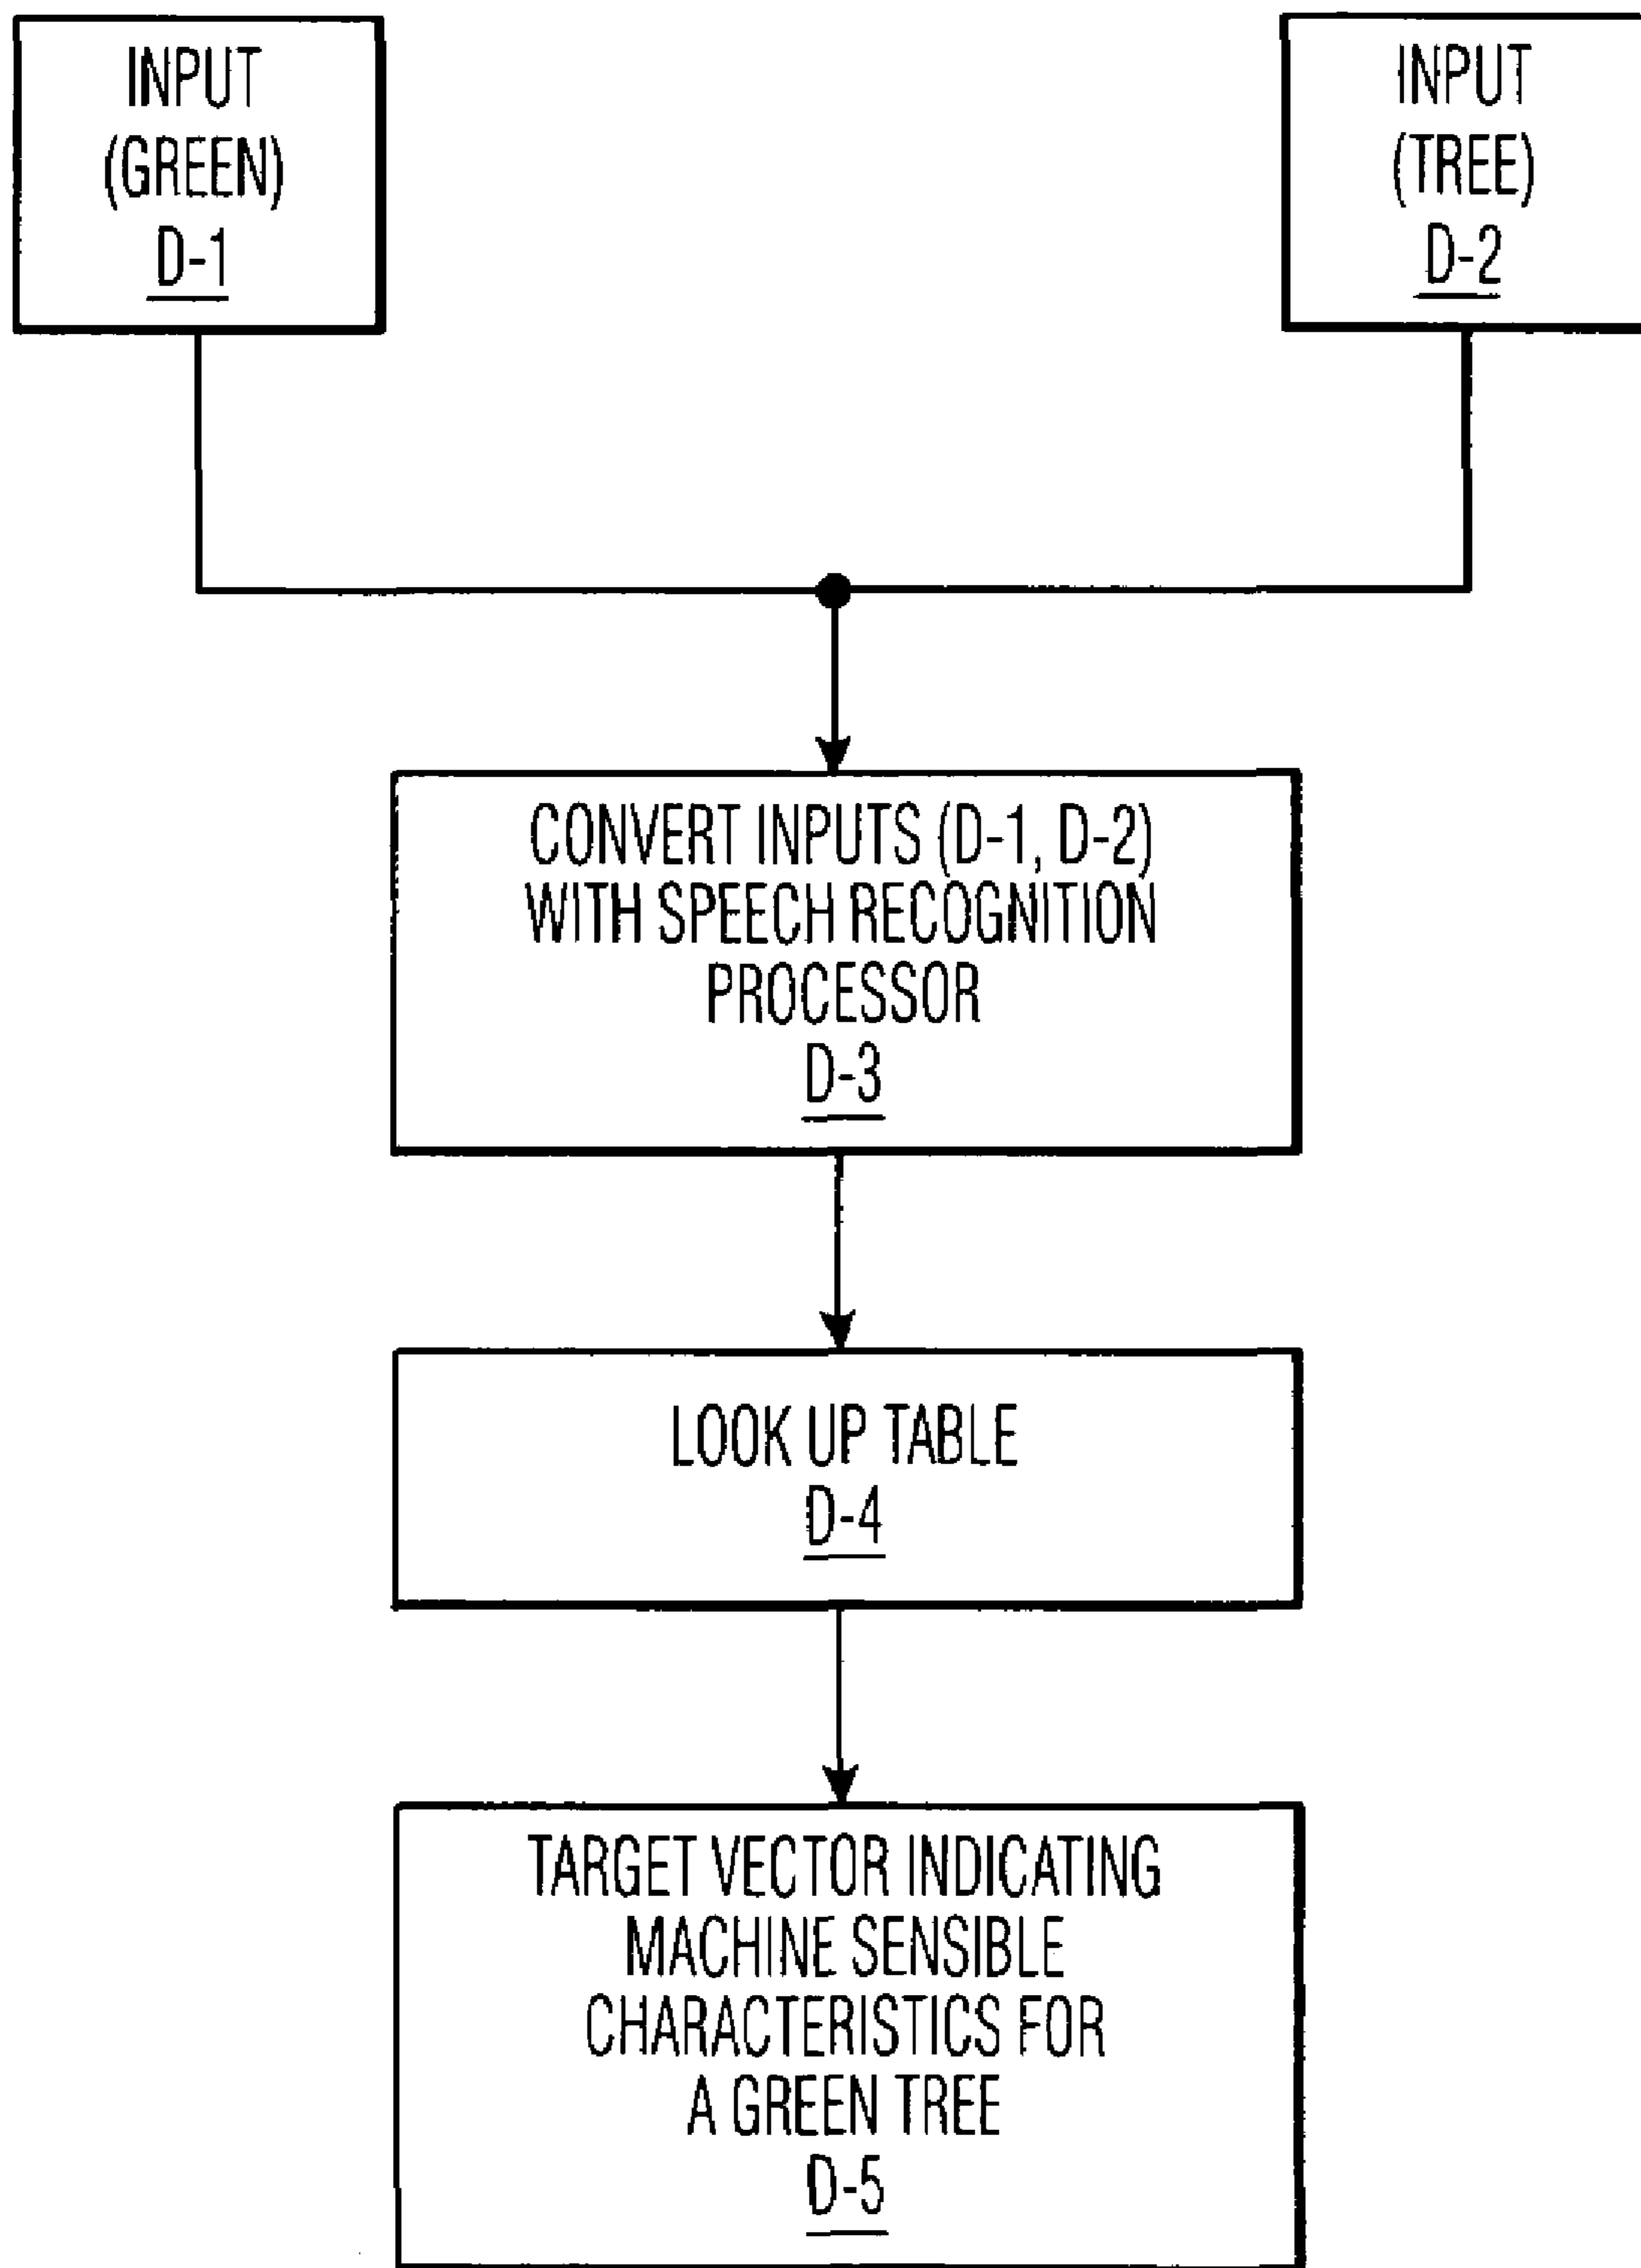 INPUT
(GREEN)
D-1
INPUT
(TREE)
D-2
CONVERT INPUTS (D-1, D-2)
WITH SPEECH RECOGNITION
PROCESSOR
D-3
LOOK UP TABLE
D-4
TARGET VECTOR INDICATING
MACHINE SENSIBLE
CHARACTERISTICS FOR
A GREEN TREE
D-5